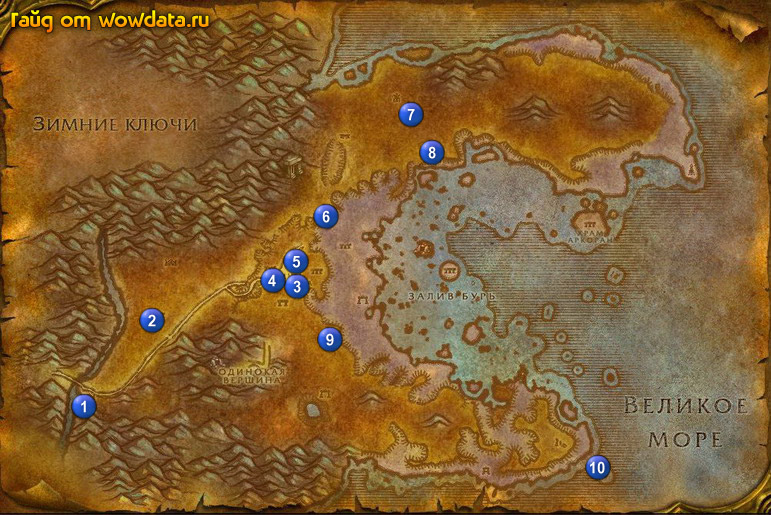 гайд от wowdata.ru
Зимние ключи
7
8
6
Храм
Аркоран
5
4
3
Залив Бурь
2
9
Одинокая
вершина
1
Великое
море
10